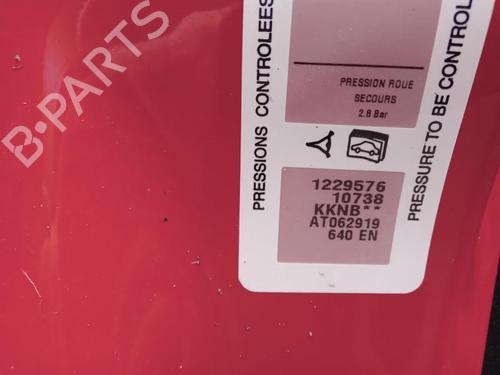 B-PARTS
PRESSIONS CONTROLEES
PRESSION ROUE
SECOURS
2.8 Bar
1229576
10738
KKNB**
AT062919
640 EN
PRESSURE TO BE CONTROL